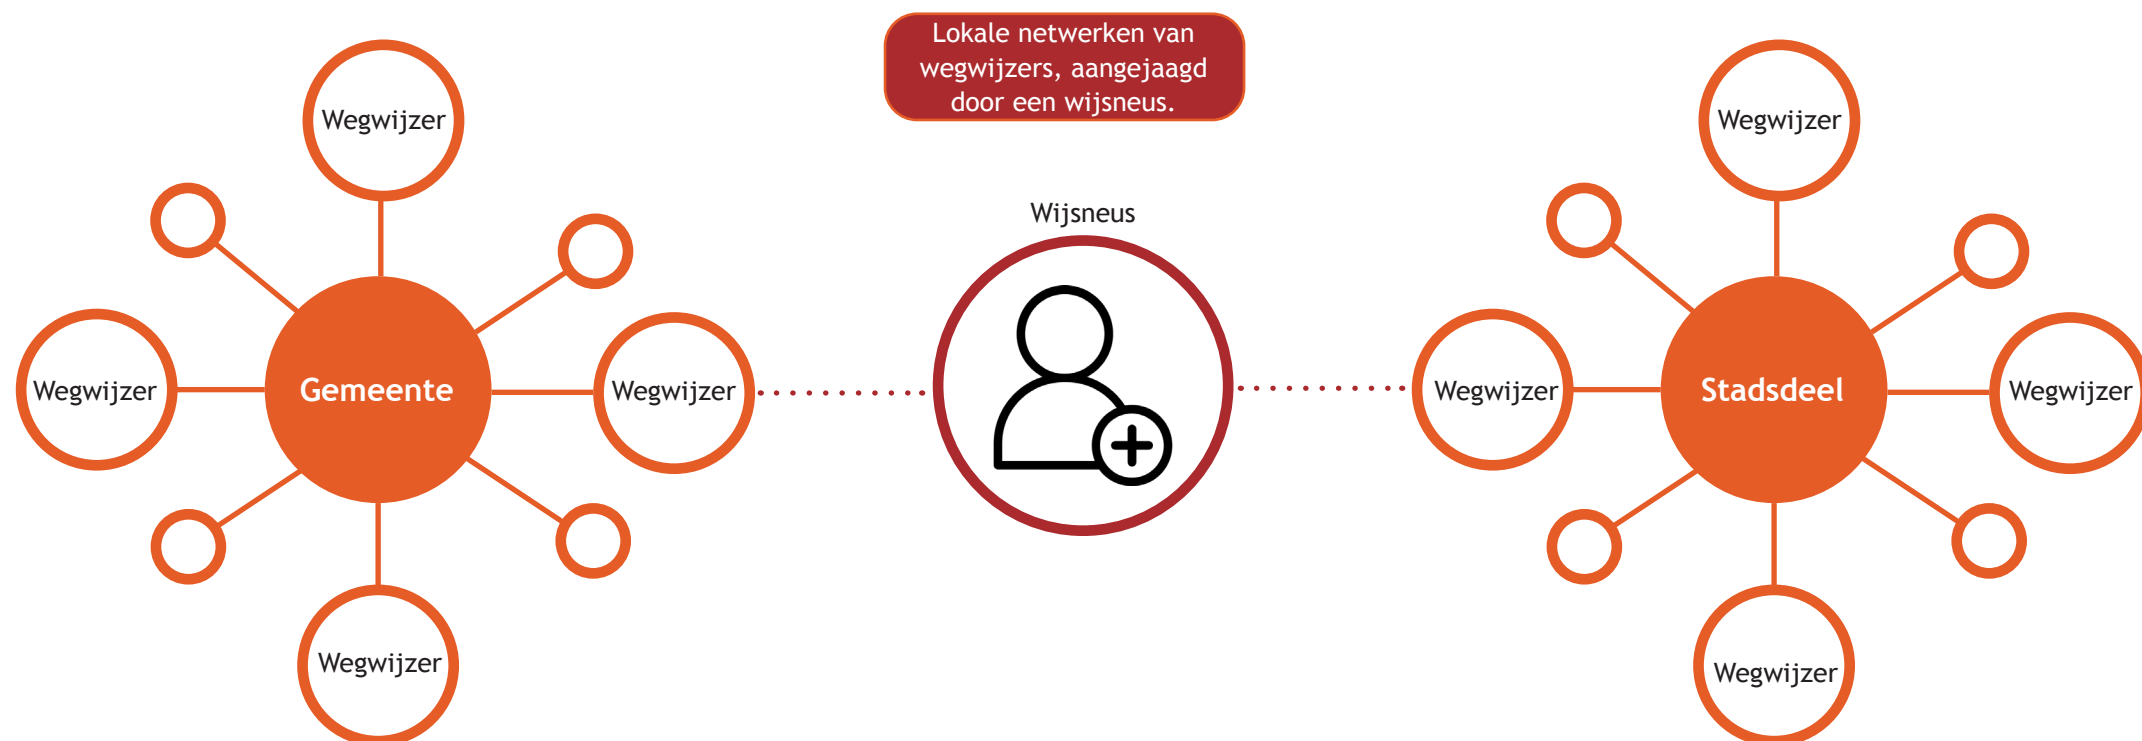 Lokale netwerken van
wegwijzers, aangejaagd
door een wijsneus.
Wegwijzer
Wegwijzer
Gemeente
Wegwijzer
Wegwijzer
Wijsneus
Wegwijzer
Wegwijzer
Stadsdeel
Wegwijzer
Wegwijzer